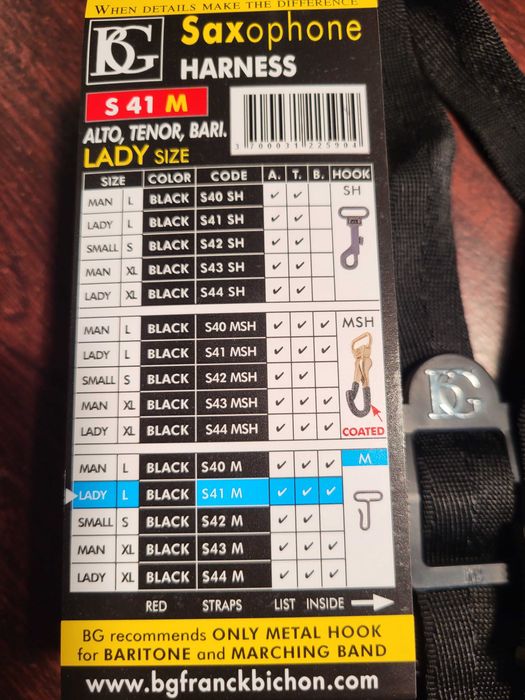 WHEN DETAILS MAKE THE DIFFERENCE
BG
Saxophone
HARNESS
S 41 M
ALTO, TENOR, BARI.
LADY SIZE
3 700031 225904
SIZE COLOR CODE A. T. B. HOOK
MAN L BLACK S40 SH ✓ ✓ SH
LADY L BLACK S41 SH ✓ ✓
SMALL S BLACK S42 SH ✓ ✓
MAN XL BLACK S43 SH ✓ ✓
LADY XL BLACK S44 SH ✓ ✓
MAN L BLACK S40 MSH ✓ ✓ ✓ MSH
LADY L BLACK S41 MSH ✓ ✓ ✓
SMALL S BLACK S42 MSH ✓ ✓
MAN XL BLACK S43 MSH ✓ ✓ ✓
LADY XL BLACK S44 MSH ✓ ✓ ✓ COATED
MAN L BLACK S40 M ✓ ✓ ✓ M
LADY L BLACK S41 M ✓ ✓ ✓
SMALL S BLACK S42 M ✓ ✓
MAN XL BLACK S43 M ✓ ✓ ✓
LADY XL BLACK S44 M ✓ ✓ ✓
RED STRAPS LIST INSIDE
BG recommends ONLY METAL HOOK
for BARITONE and MARCHING BAND
www.bgfranckbichon.com
BG